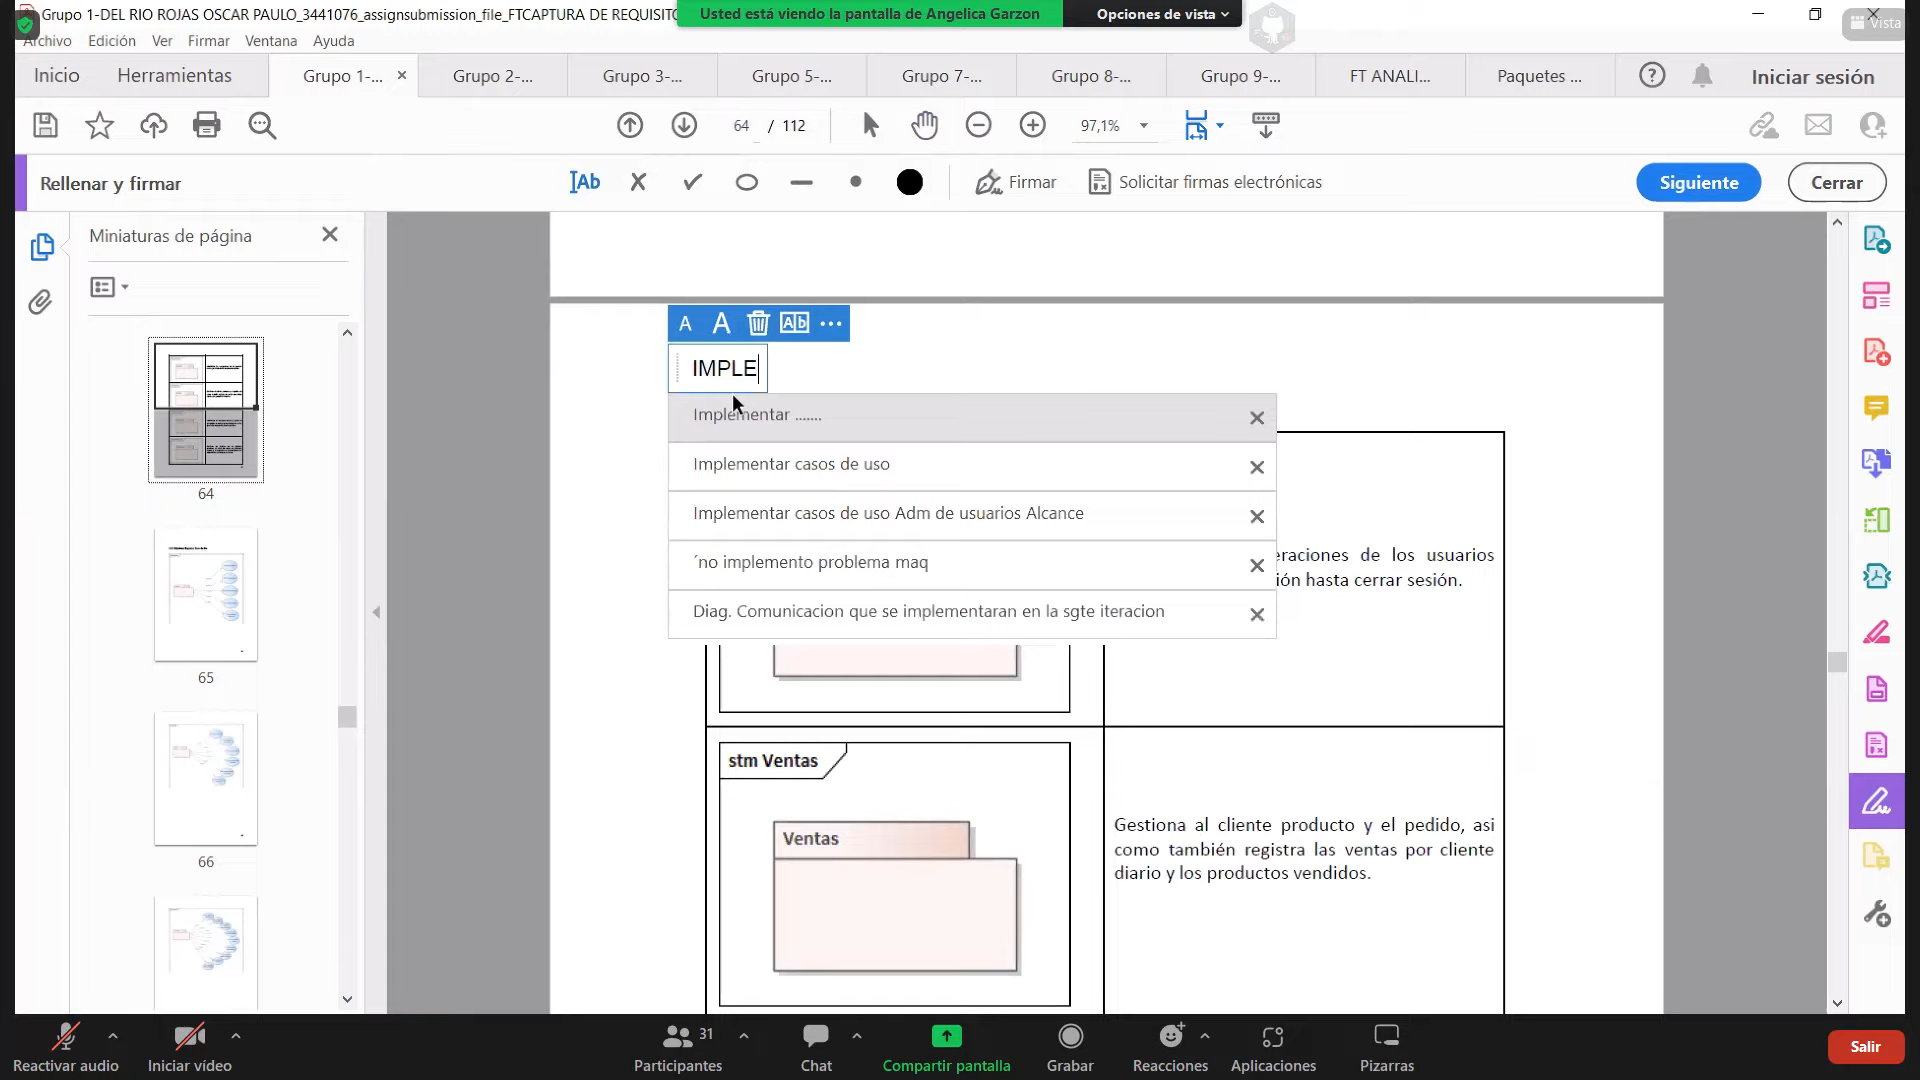 Grupo 1-DEL RIO ROJAS OSCAR PAULO_3441076_assignsubmission_file_FTCAPTURA DE REQUISITO
Usted está viendo la pantalla de Angelica Garzon
Opciones de vista
Vista
Archivo Edición Ver Firmar Ventana Ayuda
Inicio Herramientas Grupo 1-... Grupo 2-... Grupo 3-... Grupo 5-... Grupo 7-... Grupo 8-... Grupo 9-... FT ANALI... Paquetes ... Iniciar sesión
64 / 112 97,1%
Rellenar y firmar
Ab
Firmar Solicitar firmas electrónicas
Siguiente Cerrar
Miniaturas de página
A A Ab ...
IMPLE
Implementar .......
Implementar casos de uso
Implementar casos de uso Adm de usuarios Alcance
´no implemento problema maq
Diag. Comunicacion que se implementaran en la sgte iteracion
eraciones de los usuarios
ión hasta cerrar sesión.
stm Ventas
Ventas
Gestiona al cliente producto y el pedido, asi
como también registra las ventas por cliente
diario y los productos vendidos.
64
65
66
Reactivar audio
Iniciar vídeo
31
Participantes
Chat
Compartir pantalla
Grabar
Reacciones
Aplicaciones
Pizarras
Salir